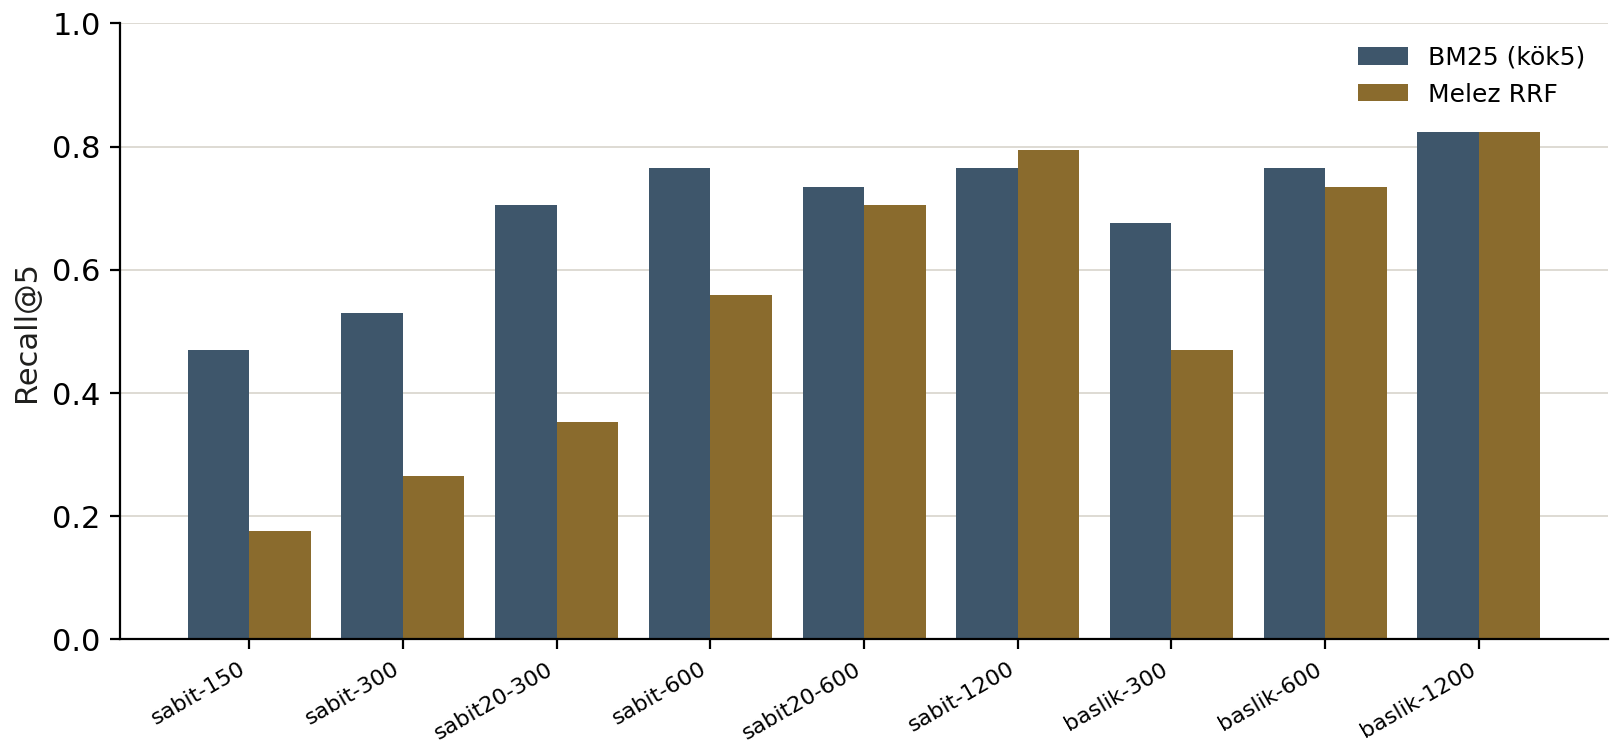 BM25 (kök5)
Melez RRF
Recall@5
1.0
0.8
0.6
0.4
0.2
0.0
sabit-150
sabit-300
sabit20-300
sabit-600
sabit20-600
sabit-1200
baslik-300
baslik-600
baslik-1200